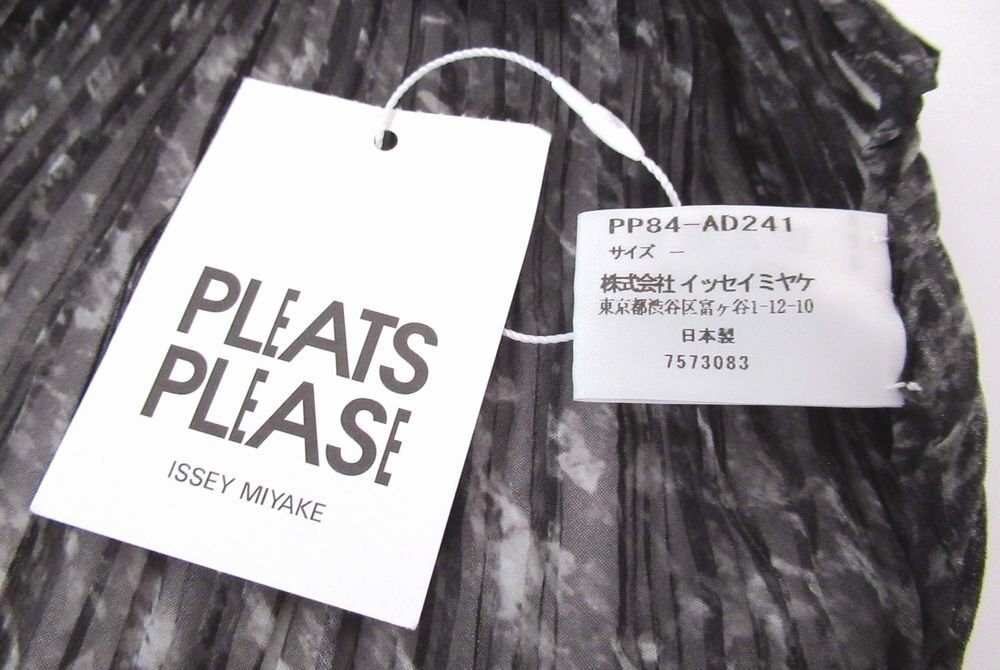 PLEATS
PLEASE
ISSEY MIYAKE
PP84-AD241
サイズ −
株式会社 イッセイミヤケ
東京都渋谷区富ヶ谷1-12-10
日本製
7573083